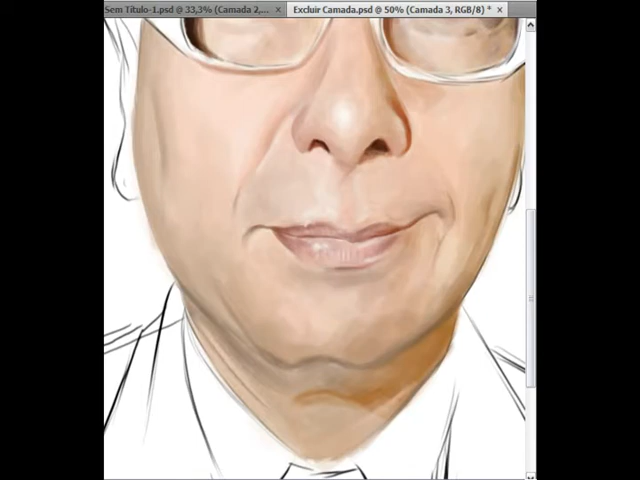 Sem Título-1.psd @ 33,3% (Camada 2,... × Excluir Camada.psd @ 50% (Camada 3, RGB/8) * ×